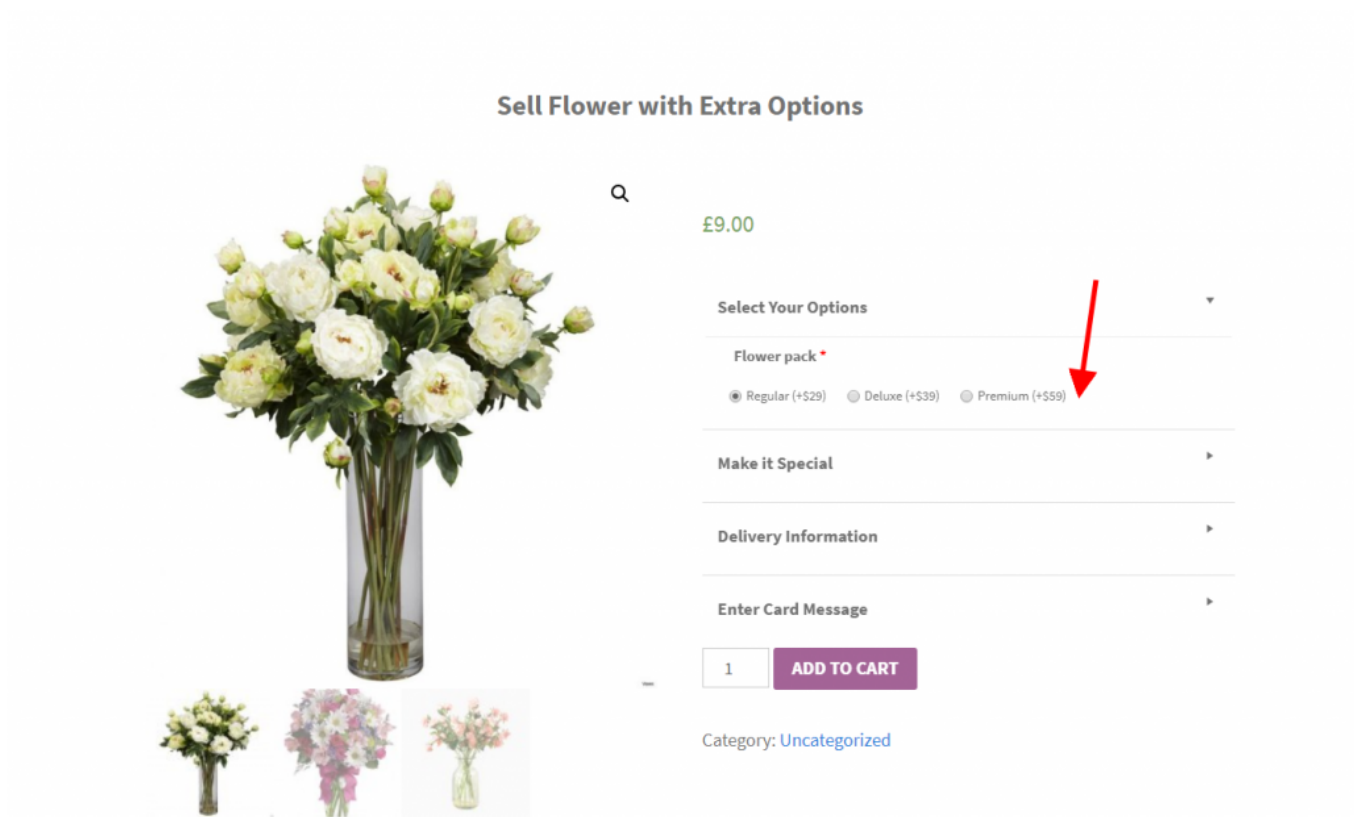 Sell Flower with Extra Options
£9.00
Select Your Options
Flower pack *
Regular (+$29) Deluxe (+$39) Premium (+$59)
Make it Special
Delivery Information
Enter Card Message
1 ADD TO CART
Category: Uncategorized